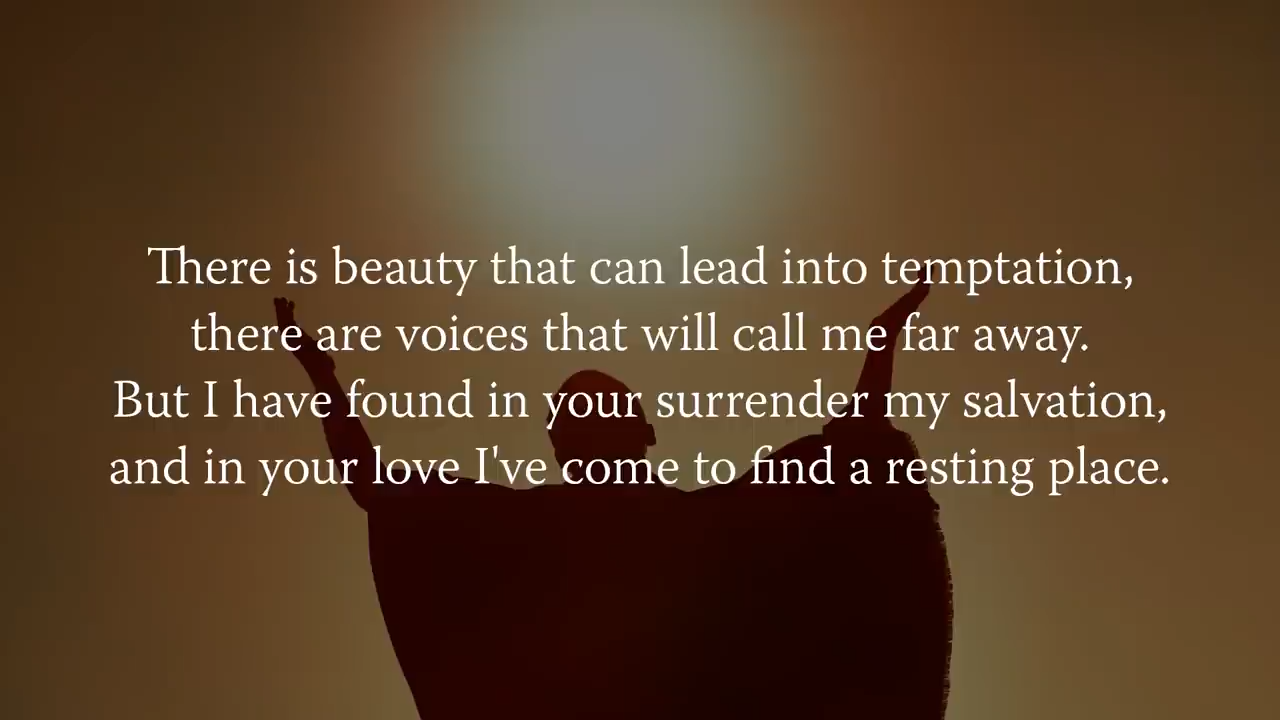 There is beauty that can lead into temptation,
there are voices that will call me far away.
But I have found in your surrender my salvation,
and in your love I've come to find a resting place.